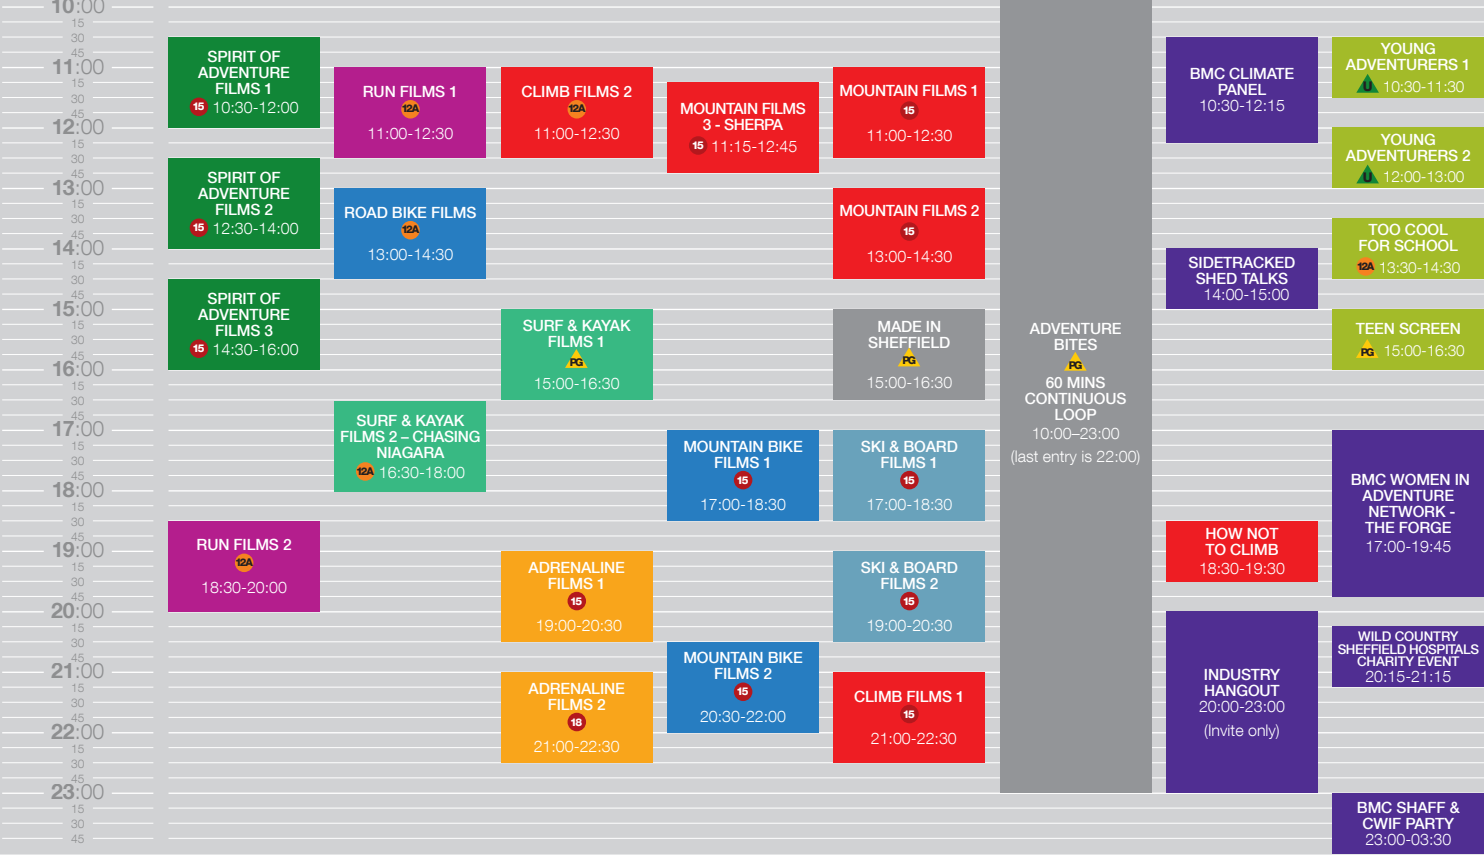 10:00
15
30
45
11:00
15
30
45
12:00
15
30
45
13:00
15
30
45
14:00
15
30
45
15:00
15
30
45
16:00
15
30
45
17:00
15
30
45
18:00
15
30
45
19:00
15
30
45
20:00
15
30
45
21:00
15
30
45
22:00
15
30
45
23:00
15
30
45
SPIRIT OF
ADVENTURE
FILMS 1
15 10:30-12:00
SPIRIT OF
ADVENTURE
FILMS 2
15 12:30-14:00
SPIRIT OF
ADVENTURE
FILMS 3
15 14:30-16:00
RUN FILMS 2
12A
18:30-20:00
RUN FILMS 1
12A
11:00-12:30
ROAD BIKE FILMS
12A
13:00-14:30
SURF & KAYAK
FILMS 2 – CHASING
NIAGARA
12A 16:30-18:00
CLIMB FILMS 2
12A
11:00-12:30
SURF & KAYAK
FILMS 1
PG
15:00-16:30
ADRENALINE
FILMS 1
15
19:00-20:30
ADRENALINE
FILMS 2
18
21:00-22:30
MOUNTAIN FILMS
3 - SHERPA
15 11:15-12:45
MOUNTAIN BIKE
FILMS 1
15
17:00-18:30
MOUNTAIN BIKE
FILMS 2
15
20:30-22:00
MOUNTAIN FILMS 1
15
11:00-12:30
MOUNTAIN FILMS 2
15
13:00-14:30
MADE IN
SHEFFIELD
PG
15:00-16:30
SKI & BOARD
FILMS 1
15
17:00-18:30
SKI & BOARD
FILMS 2
15
19:00-20:30
CLIMB FILMS 1
15
21:00-22:30
ADVENTURE
BITES
PG
60 MINS
CONTINUOUS
LOOP
10:00–23:00
(last entry is 22:00)
BMC CLIMATE
PANEL
10:30-12:15
SIDETRACKED
SHED TALKS
14:00-15:00
HOW NOT
TO CLIMB
18:30-19:30
INDUSTRY
HANGOUT
20:00-23:00
(Invite only)
YOUNG
ADVENTURERS 1
U 10:30-11:30
YOUNG
ADVENTURERS 2
U 12:00-13:00
TOO COOL
FOR SCHOOL
12A 13:30-14:30
TEEN SCREEN
PG 15:00-16:30
BMC WOMEN IN
ADVENTURE
NETWORK -
THE FORGE
17:00-19:45
WILD COUNTRY
SHEFFIELD HOSPITALS
CHARITY EVENT
20:15-21:15
BMC SHAFF &
CWIF PARTY
23:00-03:30